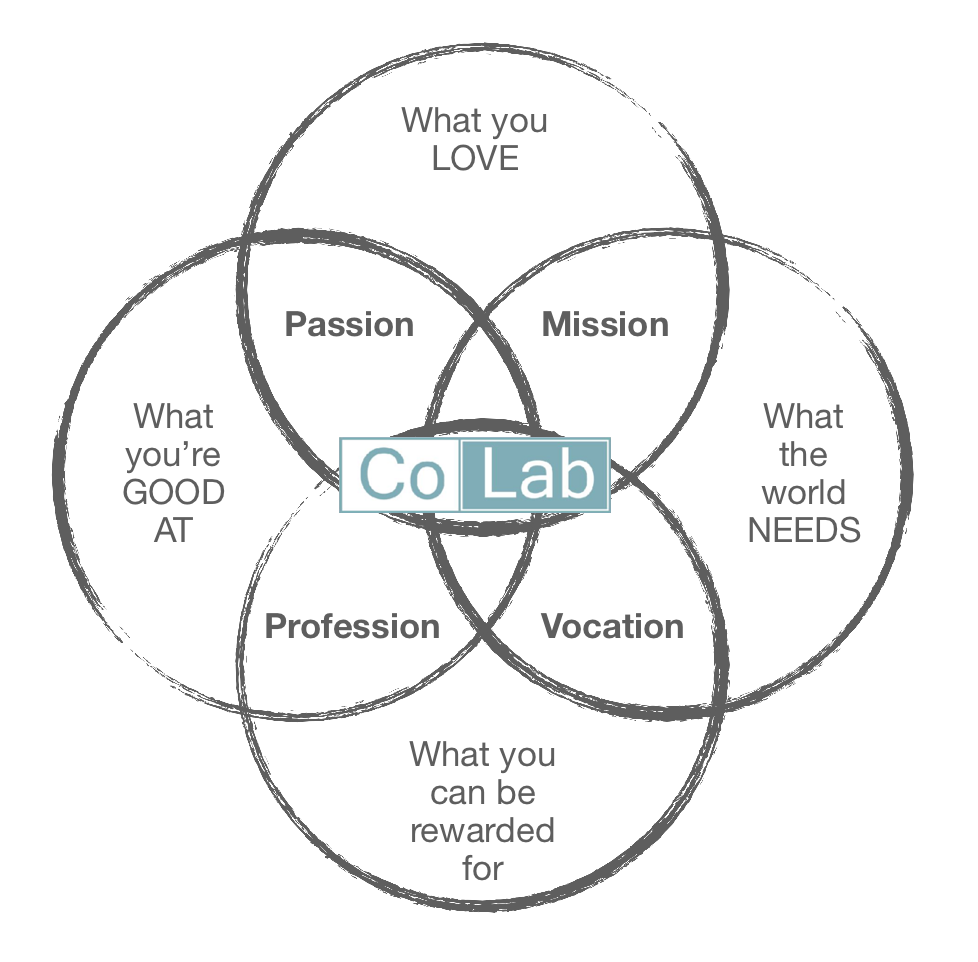 What you
LOVE
Passion
Mission
What
you're
GOOD
AT
What
the
world
NEEDS
Co Lab
Profession
Vocation
What you
can be
rewarded
for